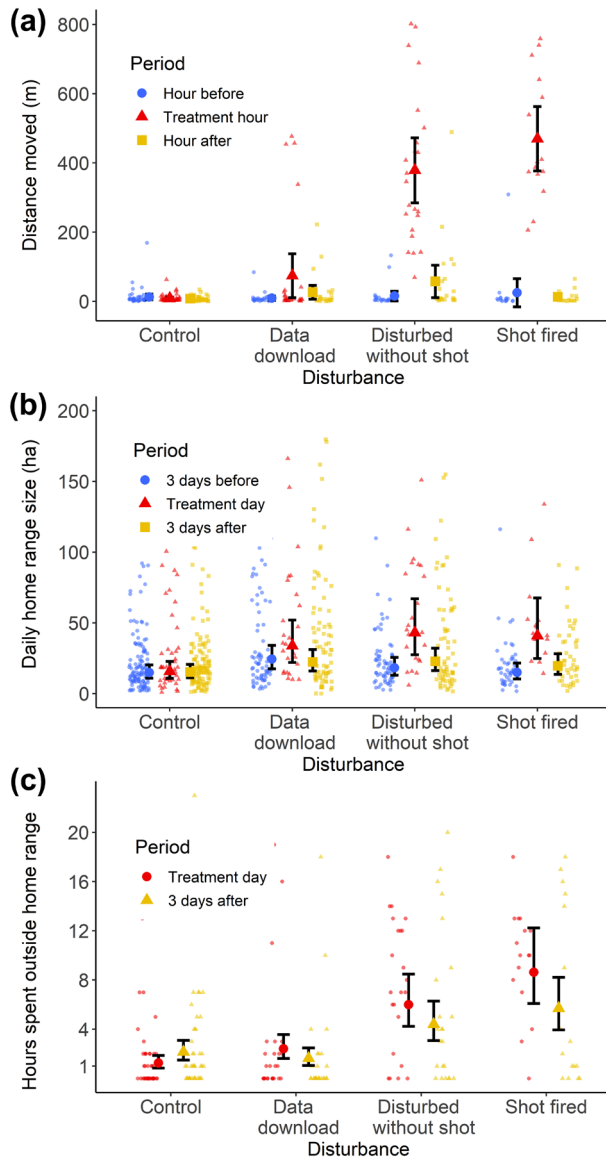 (a)
Distance moved (m)
800
600
400
200
0
Period
Hour before
Treatment hour
Hour after
Control
Data download
Disturbed without shot
Shot fired
Disturbance
(b)
Daily home range size (ha)
200
150
100
50
0
Period
3 days before
Treatment day
3 days after
Control
Data download
Disturbed without shot
Shot fired
Disturbance
(c)
Hours spent outside home range
20
16
12
8
4
1
Period
Treatment day
3 days after
Control
Data download
Disturbed without shot
Shot fired
Disturbance